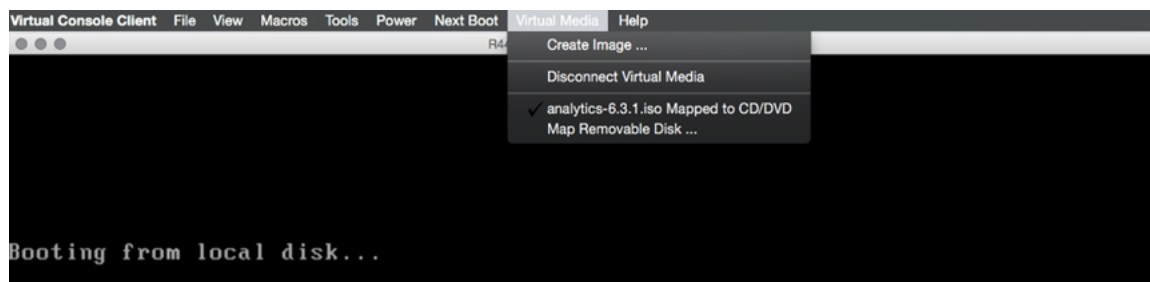 Virtual Console Client File View Macros Tools Power Next Boot Virtual Media Help
R44
Create Image ...
Disconnect Virtual Media
analytics-6.3.1.iso Mapped to CD/DVD
Map Removable Disk ...
Booting from local disk...